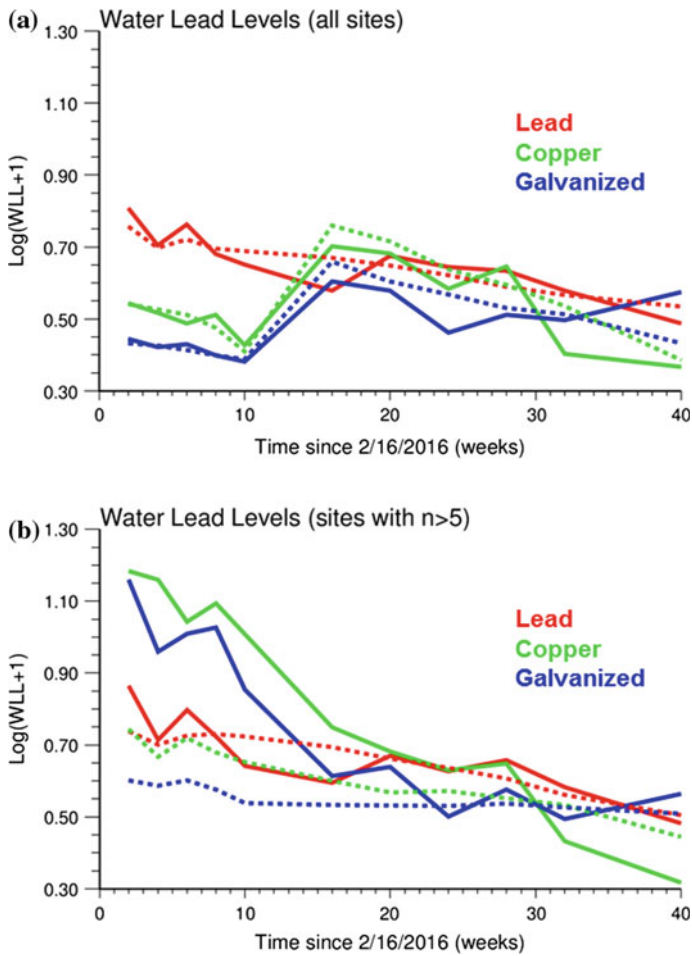 (a) Water Lead Levels (all sites)
1.30
1.10
0.90
0.70
0.50
0.30
Log(WLL+1)
Lead
Copper
Galvanized
0 10 20 30 40
Time since 2/16/2016 (weeks)
(b) Water Lead Levels (sites with n>5)
1.30
1.10
0.90
0.70
0.50
0.30
Log(WLL+1)
Lead
Copper
Galvanized
0 10 20 30 40
Time since 2/16/2016 (weeks)